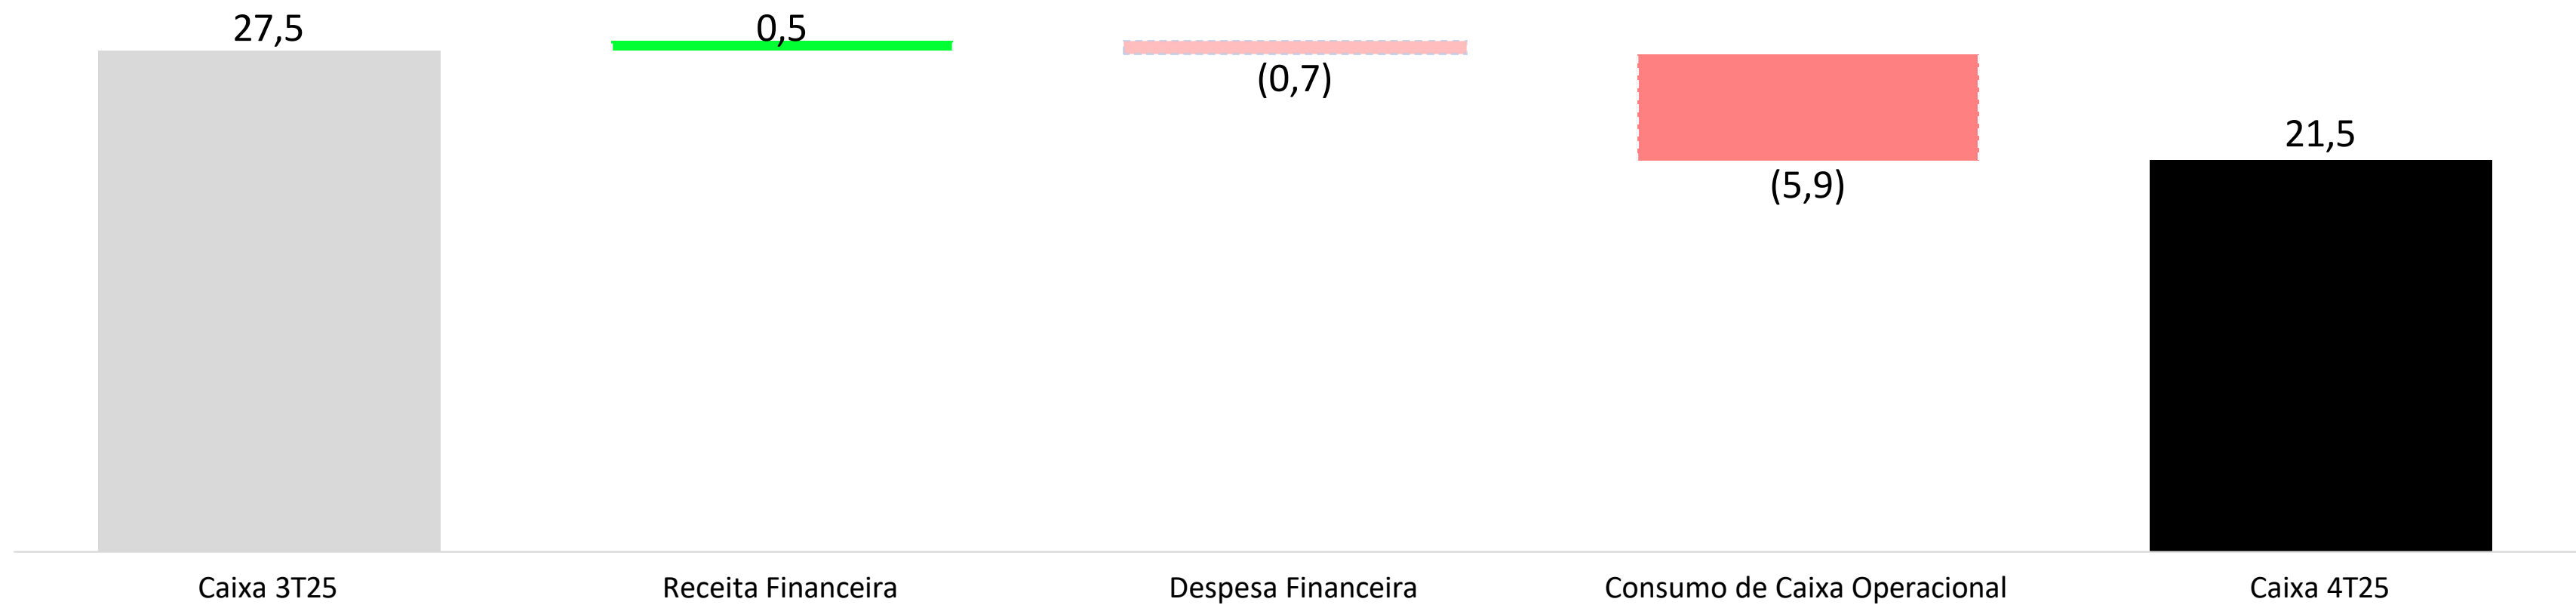 27,5
0,5
(0,7)
(5,9)
21,5
Caixa 3T25
Receita Financeira
Despesa Financeira
Consumo de Caixa Operacional
Caixa 4T25